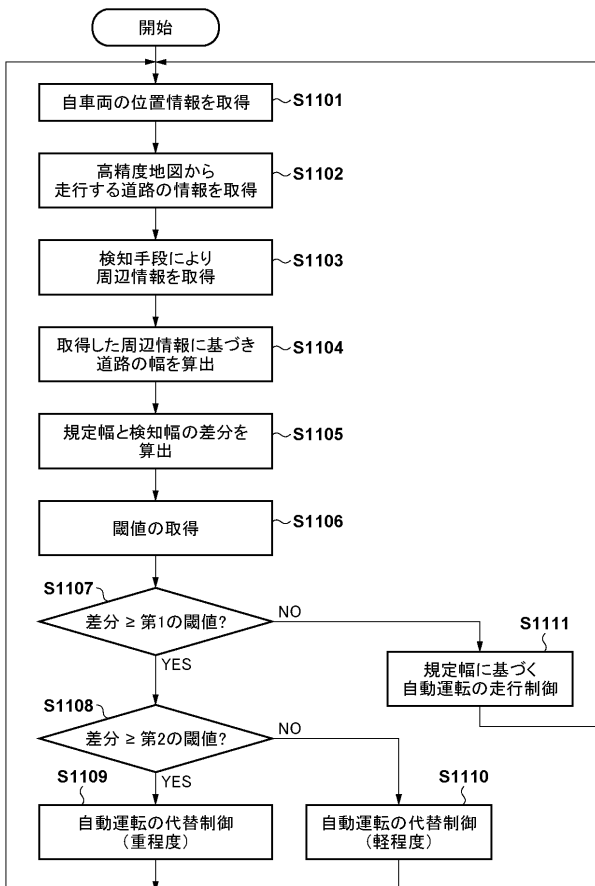 開始
自車両の位置情報を取得
S1101
高精度地図から
走行する道路の情報を取得
S1102
検知手段により
周辺情報を取得
S1103
取得した周辺情報に基づき
道路の幅を算出
S1104
規定幅と検知幅の差分を
算出
S1105
閾値の取得
S1106
S1107
差分 ≥ 第1の閾値?
NO
YES
S1111
規定幅に基づく
自動運転の走行制御
S1108
差分 ≥ 第2の閾値?
NO
YES
S1109
自動運転の代替制御
(重程度)
S1110
自動運転の代替制御
(軽程度)